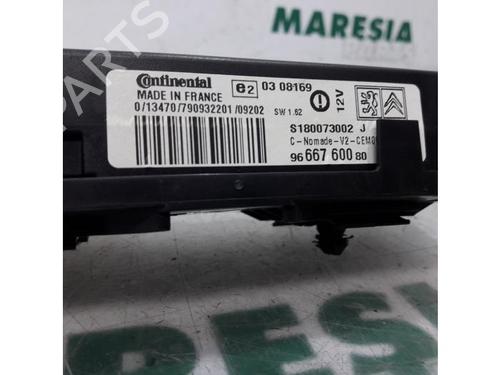 MARESIA
PARTS
Continental
MADE IN FRANCE
e2 03 08169
0/13470/790932201/09202
SW 1.62
12V
S180073002 J
C-Nomade-V2-CEM
96 667 600 80